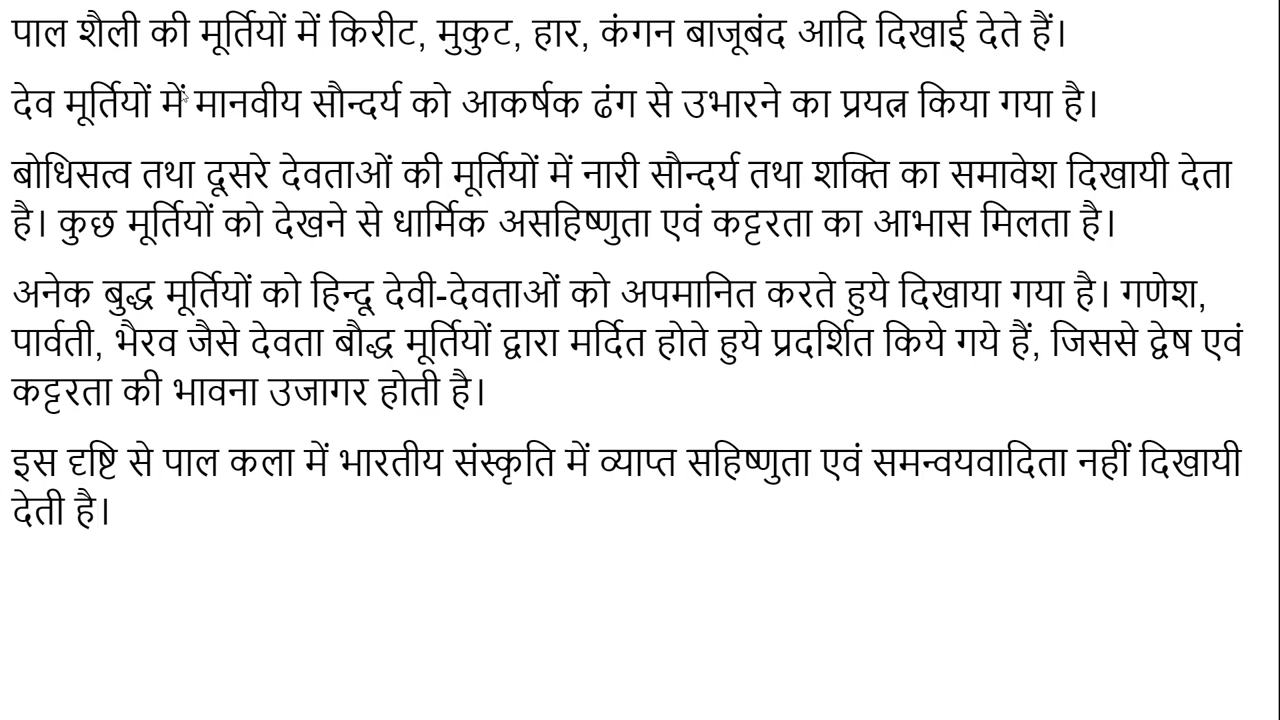 पाल शैली की मूर्तियों में किरीट, मुकुट, हार, कंगन बाजूबंद आदि दिखाई देते हैं।
देव मूर्तियों में मानवीय सौन्दर्य को आकर्षक ढंग से उभारने का प्रयत्न किया गया है।
बोधिसत्व तथा दूसरे देवताओं की मूर्तियों में नारी सौन्दर्य तथा शक्ति का समावेश दिखायी देता
है। कुछ मूर्तियों को देखने से धार्मिक असहिष्णुता एवं कट्टरता का आभास मिलता है।
अनेक बुद्ध मूर्तियों को हिन्दू देवी-देवताओं को अपमानित करते हुये दिखाया गया है। गणेश,
पार्वती, भैरव जैसे देवता बौद्ध मूर्तियों द्वारा मर्दित होते हुये प्रदर्शित किये गये हैं, जिससे द्वेष एवं
कट्टरता की भावना उजागर होती है।
इस दृष्टि से पाल कला में भारतीय संस्कृति में व्याप्त सहिष्णुता एवं समन्वयवादिता नहीं दिखायी
देती है।